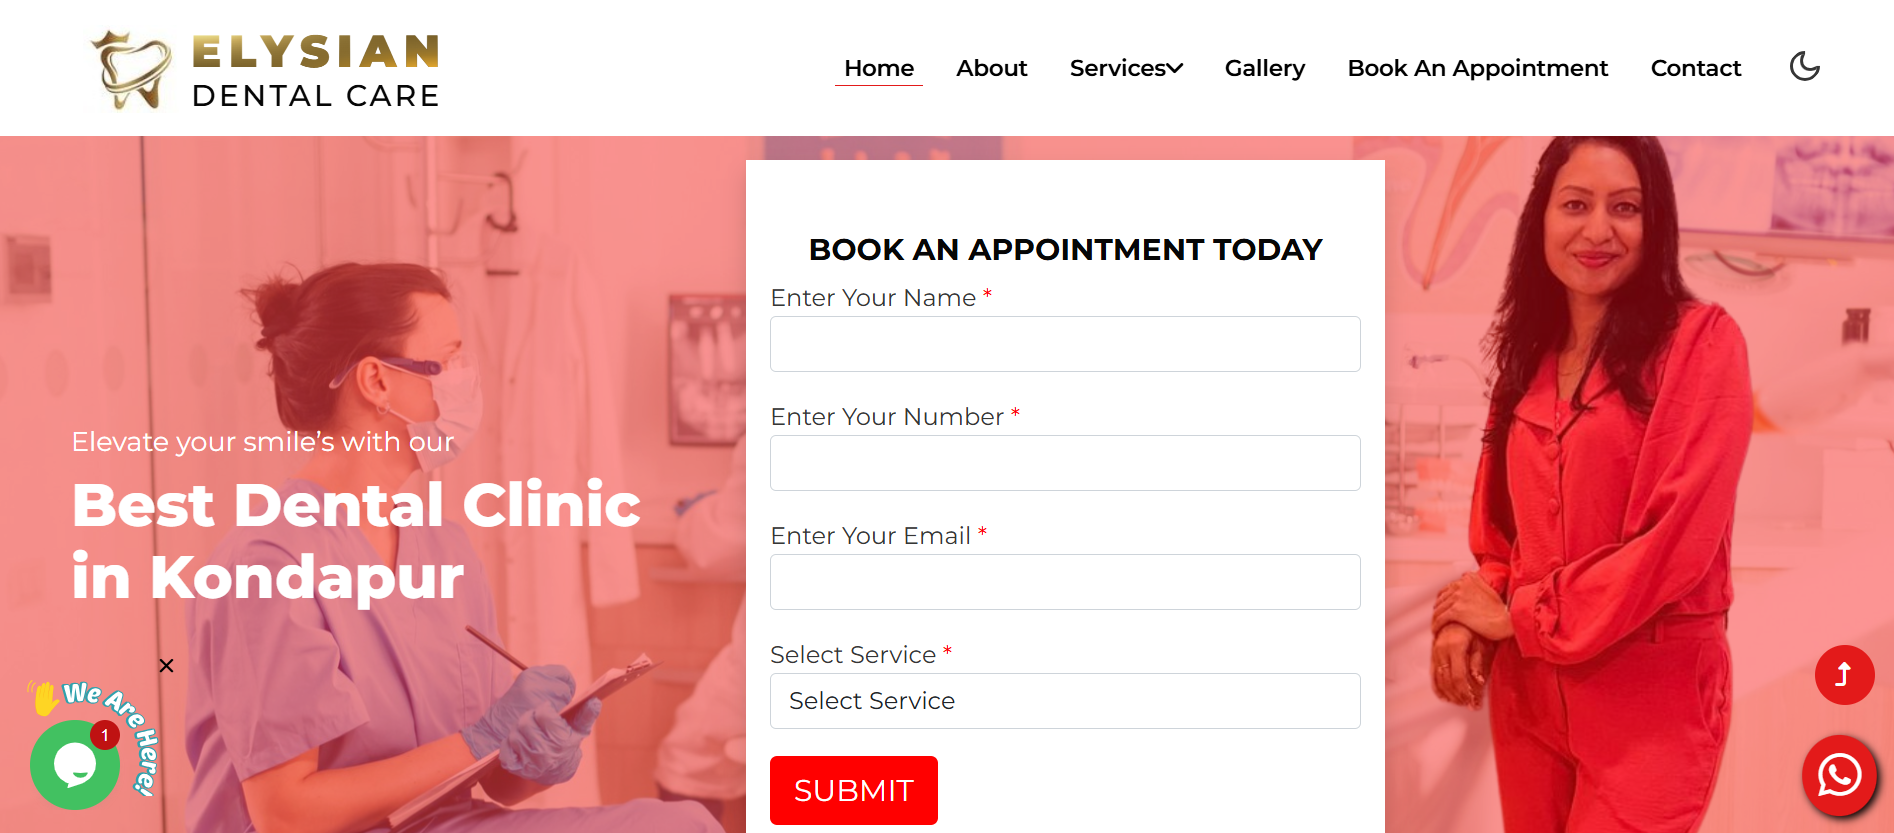 ELYSIAN
DENTAL CARE
Home About Services Gallery Book An Appointment Contact
Elevate your smile’s with our
Best Dental Clinic
in Kondapur
BOOK AN APPOINTMENT TODAY
Enter Your Name *
Enter Your Number *
Enter Your Email *
Select Service *
Select Service
SUBMIT
We Are Here!
1